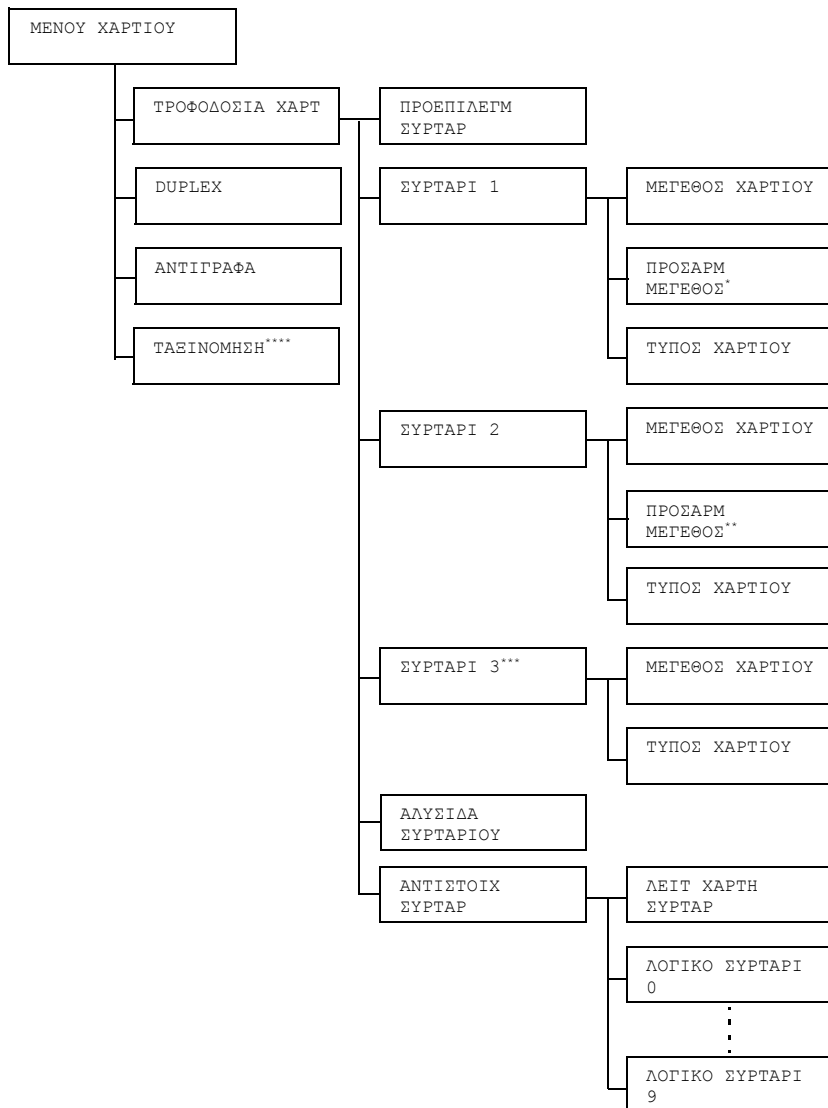 ΜΕΝΟΥ ΧΑΡΤΙΟΥ
ΤΡΟΦΟΔΟΣΙΑ ΧΑΡΤ
ΠΡΟΕΠΙΛΕΓΜ
ΣΥΡΤΑΡ
DUPLEX
ΣΥΡΤΑΡΙ 1
ΜΕΓΕΘΟΣ ΧΑΡΤΙΟΥ
ΑΝΤΙΓΡΑΦΑ
ΠΡΟΣΑΡΜ
ΜΕΓΕΘΟΣ*
ΤΑΞΙΝΟΜΗΣΗ****
ΤΥΠΟΣ ΧΑΡΤΙΟΥ
ΣΥΡΤΑΡΙ 2
ΜΕΓΕΘΟΣ ΧΑΡΤΙΟΥ
ΠΡΟΣΑΡΜ
ΜΕΓΕΘΟΣ**
ΤΥΠΟΣ ΧΑΡΤΙΟΥ
ΣΥΡΤΑΡΙ 3***
ΜΕΓΕΘΟΣ ΧΑΡΤΙΟΥ
ΤΥΠΟΣ ΧΑΡΤΙΟΥ
ΑΛΥΣΙΔΑ
ΣΥΡΤΑΡΙΟΥ
ΑΝΤΙΣΤΟΙΧ
ΣΥΡΤΑΡ
ΛΕΙΤ ΧΑΡΤΗ
ΣΥΡΤΑΡ
ΛΟΓΙΚΟ ΣΥΡΤΑΡΙ
0
ΛΟΓΙΚΟ ΣΥΡΤΑΡΙ
9